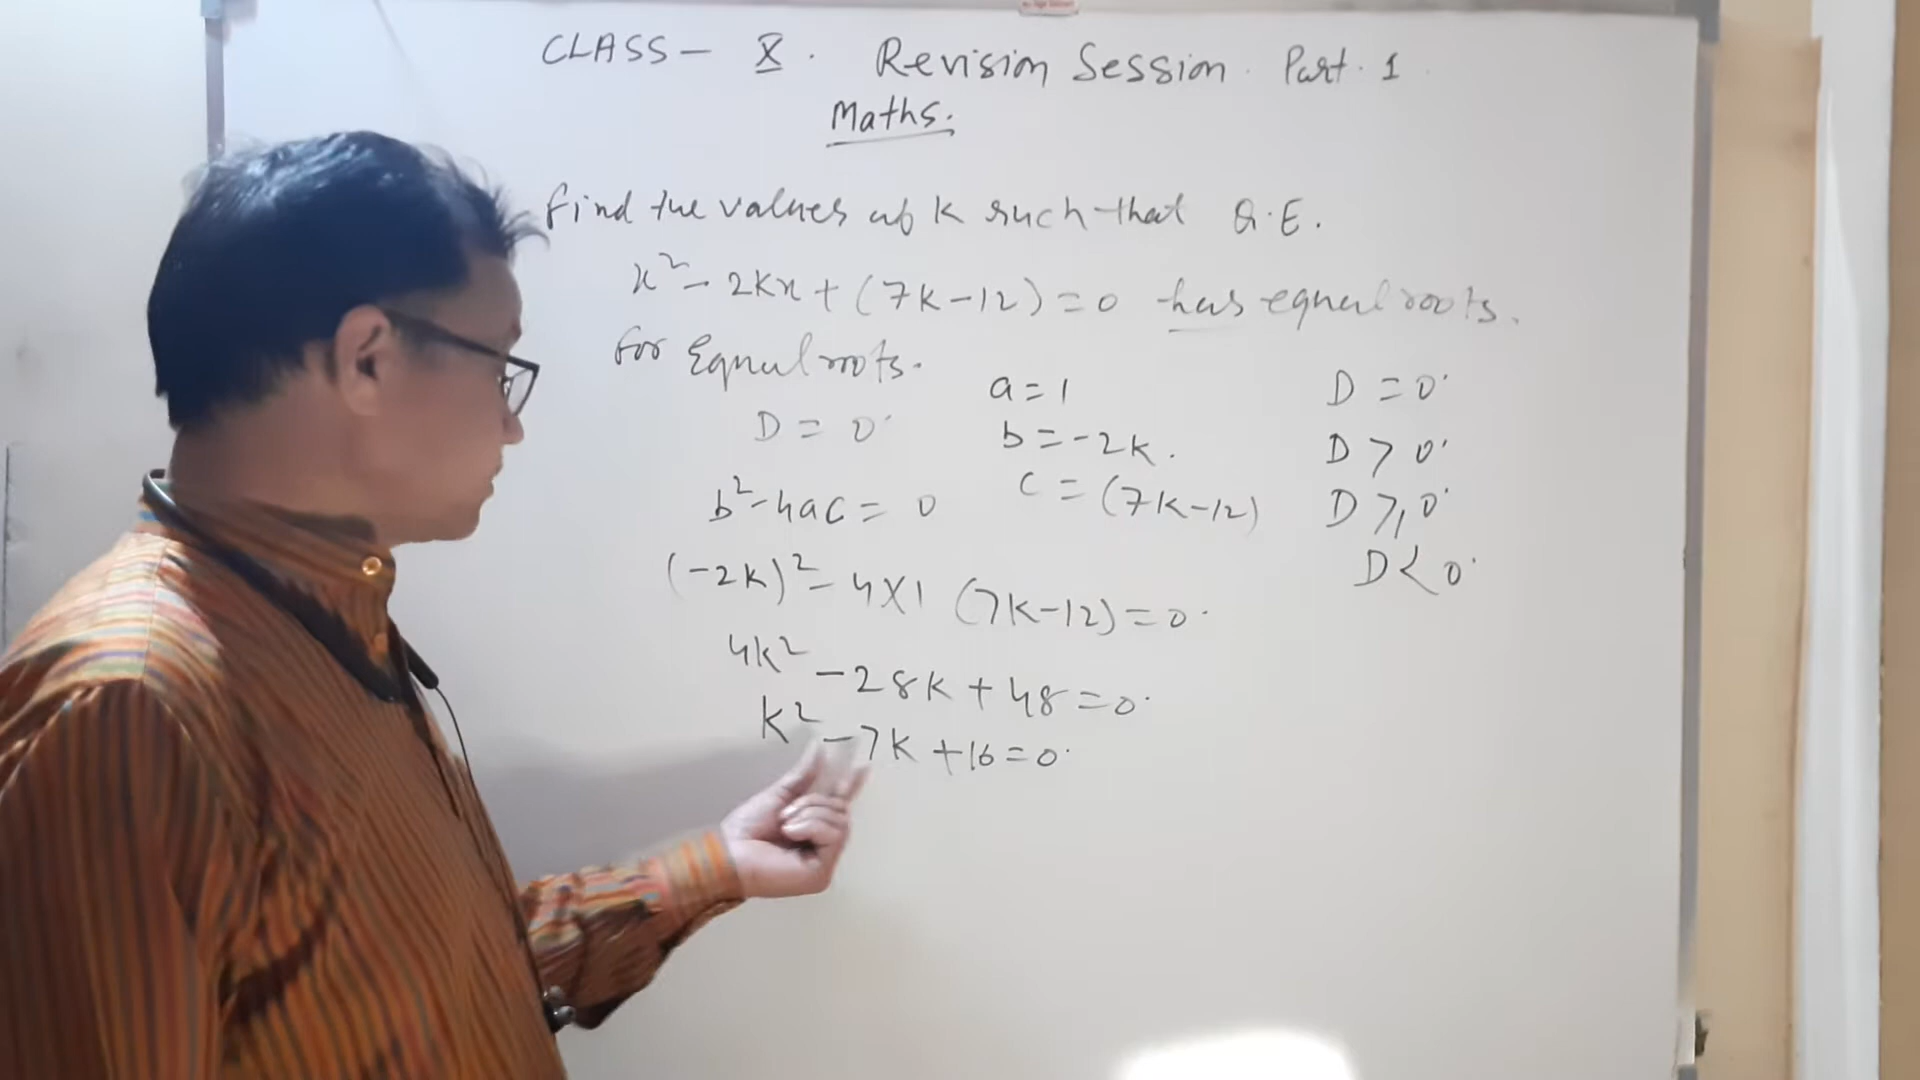 CLASS - X. Revision Session. Part. 1
Maths.
find the values of k such that Q.E.
x² - 2kx + (7k-12) = 0 has equal roots.
for Equal roots.
D = 0
a = 1
b = -2k.
c = (7k-12)
D = 0
D > 0
D ≥ 0
D < 0
b² - 4ac = 0
(-2k)² - 4X1 (7k-12) = 0
4k² - 28k + 48 = 0
k² - 7k + 16 = 0